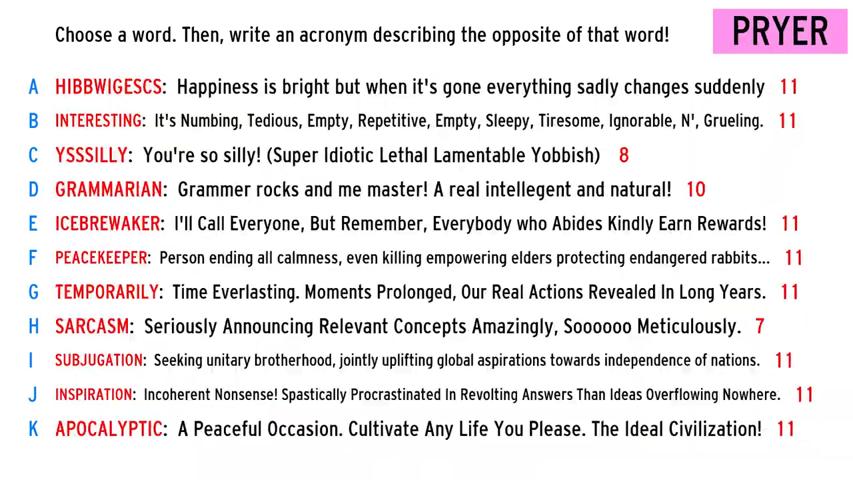 Choose a word. Then, write an acronym describing the opposite of that word!
PRYER
A HIBBWIGESCS: Happiness is bright but when it's gone everything sadly changes suddenly 11
B INTERESTING: It's Numbing, Tedious, Empty, Repetitive, Empty, Sleepy, Tiresome, Ignorable, N', Grueling. 11
C YSSSILLY: You're so silly! (Super Idiotic Lethal Lamentable Yobbish) 8
D GRAMMARIAN: Grammer rocks and me master! A real intellegent and natural! 10
E ICEBREWAKER: I'll Call Everyone, But Remember, Everybody who Abides Kindly Earn Rewards! 11
F PEACEKEEPER: Person ending all calmness, even killing empowering elders protecting endangered rabbits... 11
G TEMPORARILY: Time Everlasting. Moments Prolonged, Our Real Actions Revealed In Long Years. 11
H SARCASM: Seriously Announcing Relevant Concepts Amazingly, Soooooo Meticulously. 7
I SUBJUGATION: Seeking unitary brotherhood, jointly uplifting global aspirations towards independence of nations. 11
J INSPIRATION: Incoherent Nonsense! Spastically Procrastinated In Revolting Answers Than Ideas Overflowing Nowhere. 11
K APOCALYPTIC: A Peaceful Occasion. Cultivate Any Life You Please. The Ideal Civilization! 11